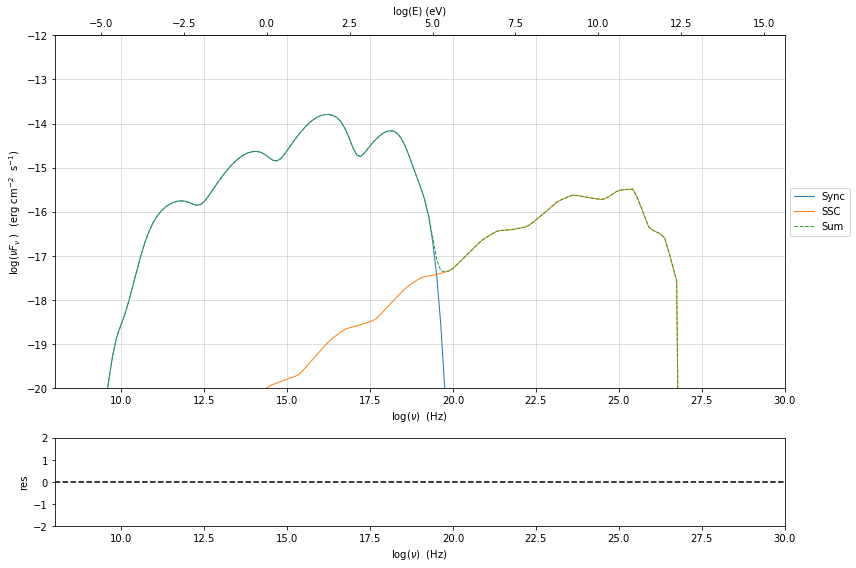 log(E) (eV)
−5.0 −2.5 0.0 2.5 5.0 7.5 10.0 12.5 15.0
log(νFν ) (erg cm⁻² s⁻¹)
−12
−13
−14
−15
−16
−17
−18
−19
−20
Sync
SSC
Sum
10.0 12.5 15.0 17.5 20.0 22.5 25.0 27.5 30.0
log(ν) (Hz)
res
2
1
0
−1
−2
10.0 12.5 15.0 17.5 20.0 22.5 25.0 27.5 30.0
log(ν) (Hz)